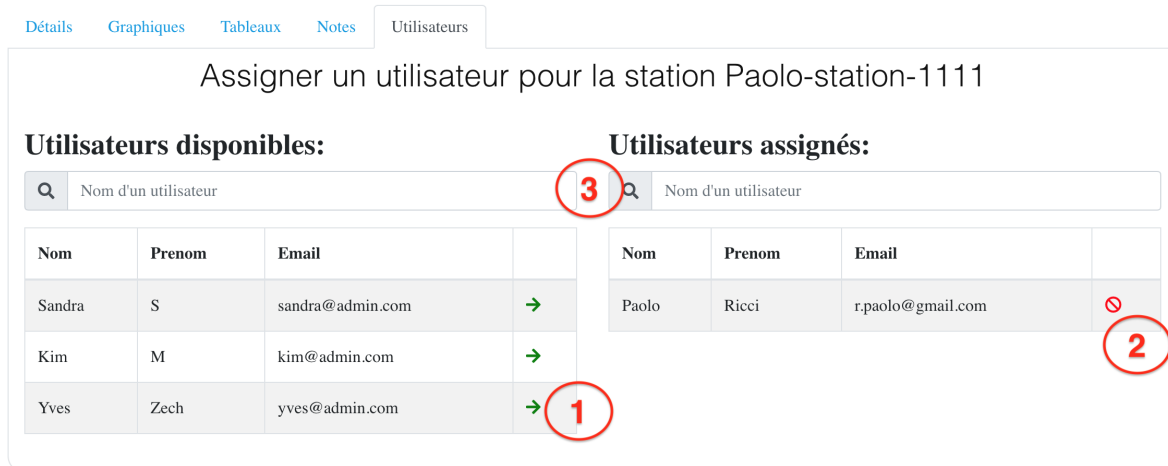 Détails Graphiques Tableaux Notes Utilisateurs
Assigner un utilisateur pour la station Paolo-station-1111
Utilisateurs disponibles:
Nom d'un utilisateur
3
Nom Prenom Email
Sandra S sandra@admin.com
Kim M kim@admin.com
Yves Zech yves@admin.com
1
Utilisateurs assignés:
Nom d'un utilisateur
Nom Prenom Email
Paolo Ricci r.paolo@gmail.com
2